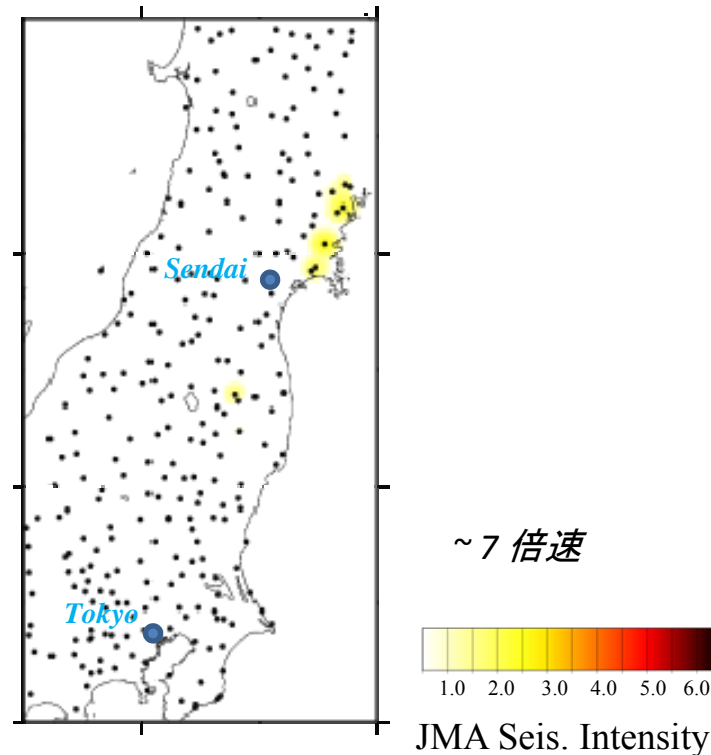 Sendai
Tokyo
~ 7 倍速
1.0 2.0 3.0 4.0 5.0 6.0
JMA Seis. Intensity